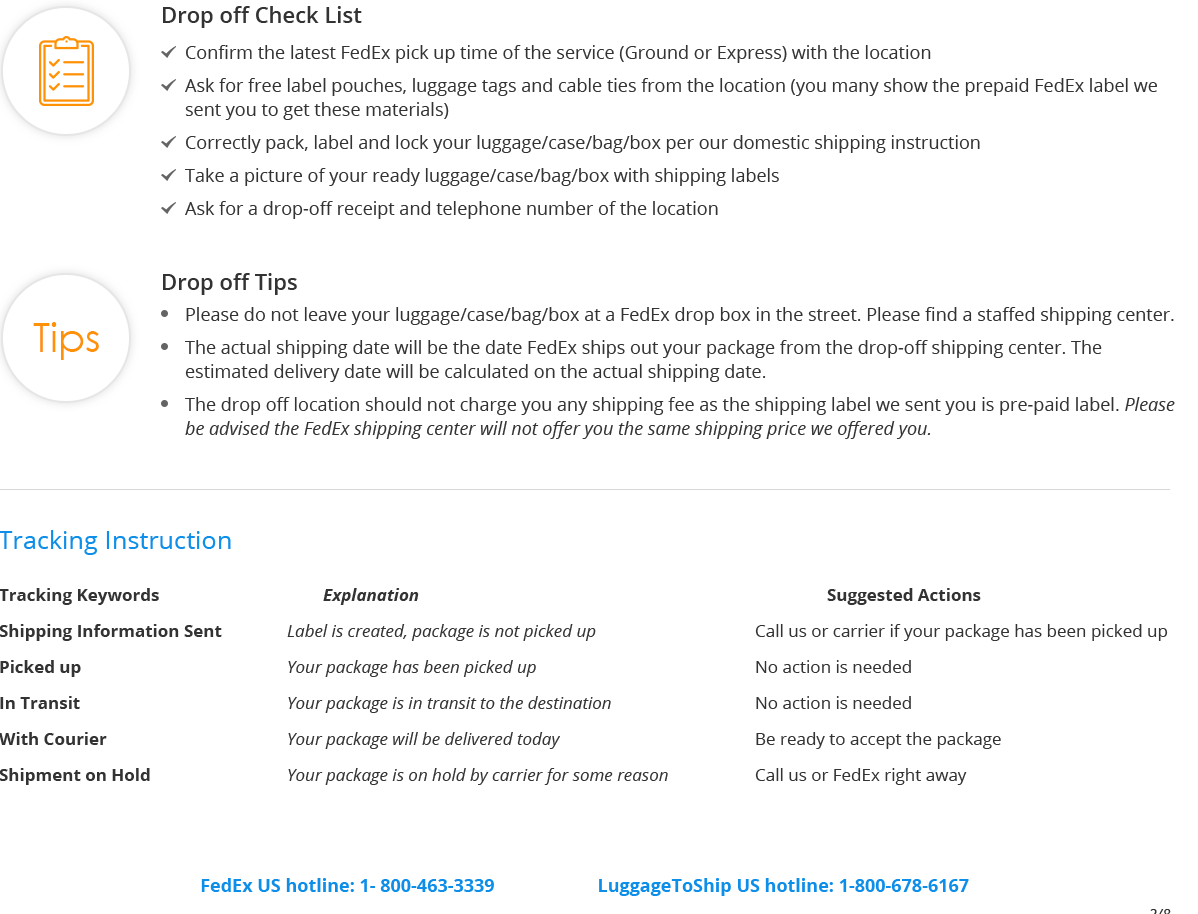 Drop off Check List
Confirm the latest FedEx pick up time of the service (Ground or Express) with the location
Ask for free label pouches, luggage tags and cable ties from the location (you many show the prepaid FedEx label we
sent you to get these materials)
Correctly pack, label and lock your luggage/case/bag/box per our domestic shipping instruction
Take a picture of your ready luggage/case/bag/box with shipping labels
Ask for a drop-off receipt and telephone number of the location
Tips
Drop off Tips
Please do not leave your luggage/case/bag/box at a FedEx drop box in the street. Please find a staffed shipping center.
The actual shipping date will be the date FedEx ships out your package from the drop-off shipping center. The
estimated delivery date will be calculated on the actual shipping date.
The drop off location should not charge you any shipping fee as the shipping label we sent you is pre-paid label. Please
be advised the FedEx shipping center will not offer you the same shipping price we offered you.
Tracking Instruction
Tracking Keywords Explanation Suggested Actions
Shipping Information Sent Label is created, package is not picked up Call us or carrier if your package has been picked up
Picked up Your package has been picked up No action is needed
In Transit Your package is in transit to the destination No action is needed
With Courier Your package will be delivered today Be ready to accept the package
Shipment on Hold Your package is on hold by carrier for some reason Call us or FedEx right away
FedEx US hotline: 1- 800-463-3339 LuggageToShip US hotline: 1-800-678-6167